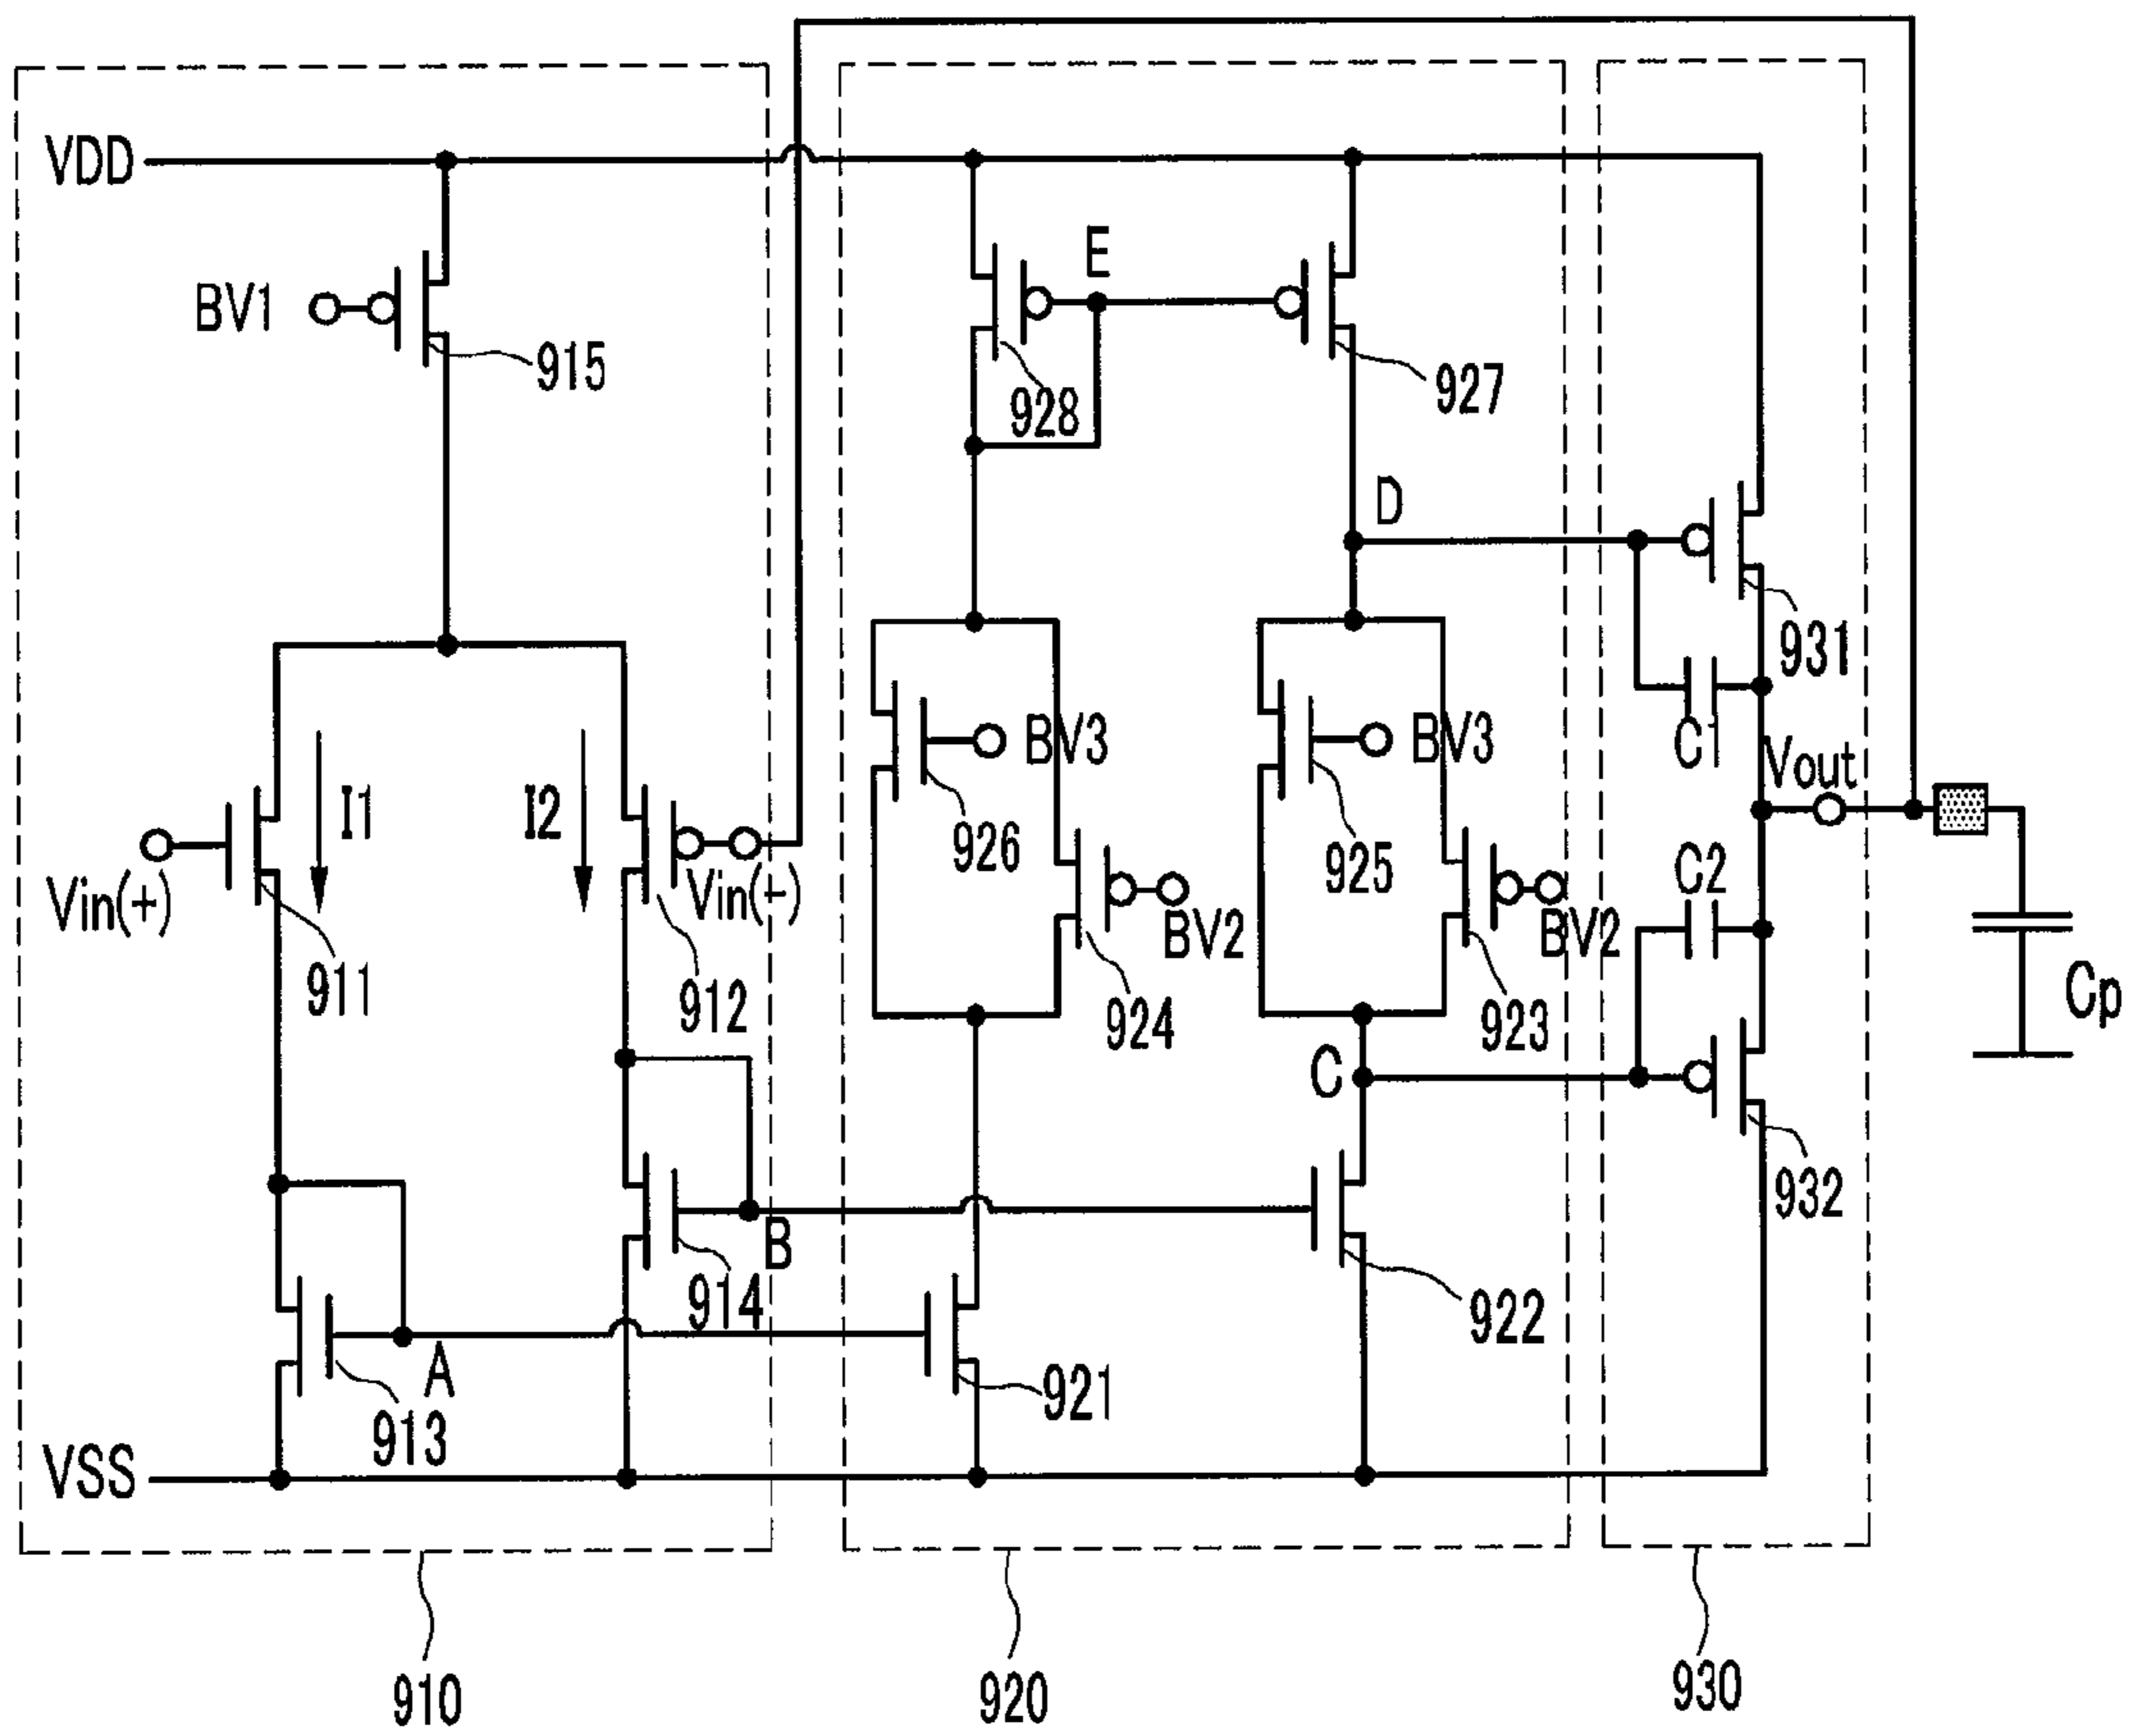 VDD
BV1
915
E
928
927
D
931
I1
I2
BV3
BV3
C1
Vout
926
925
C2
Vin(+)
Vin(-)
911
912
BV2
BV2
924
923
Cp
C
932
B
914
922
A
921
913
VSS
910
920
930